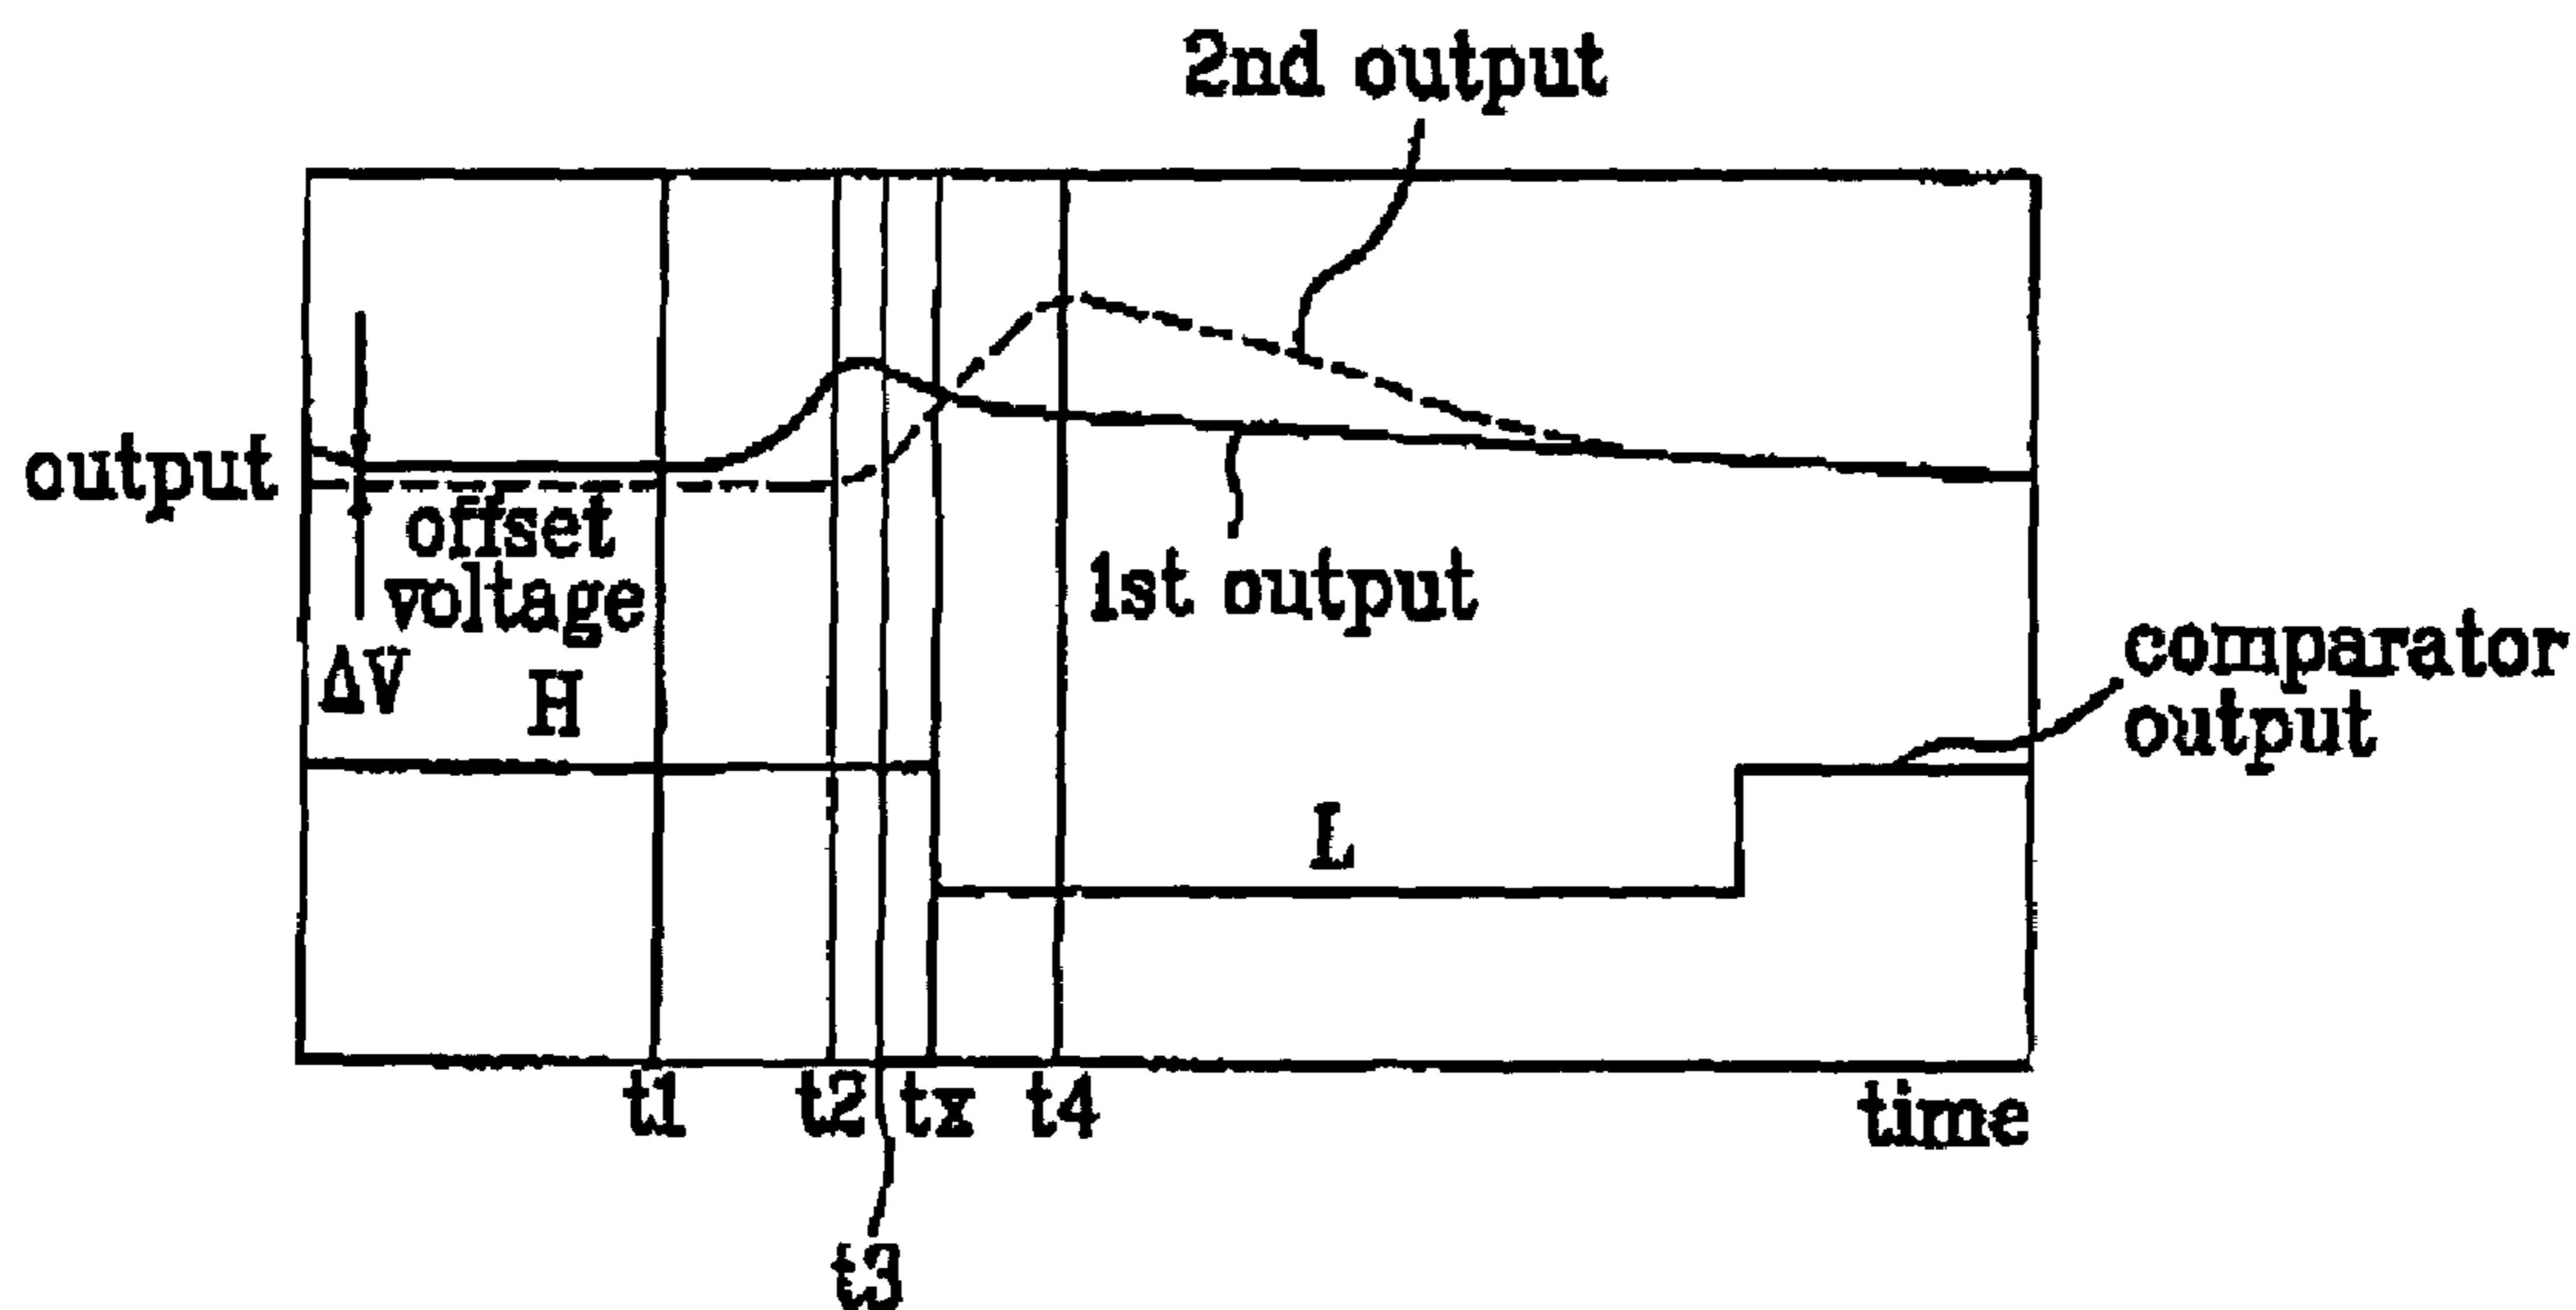 2nd output
output
offset
voltage
1st output
ΔV
H
comparator
output
L
t1
t2
tx
t4
time
t3